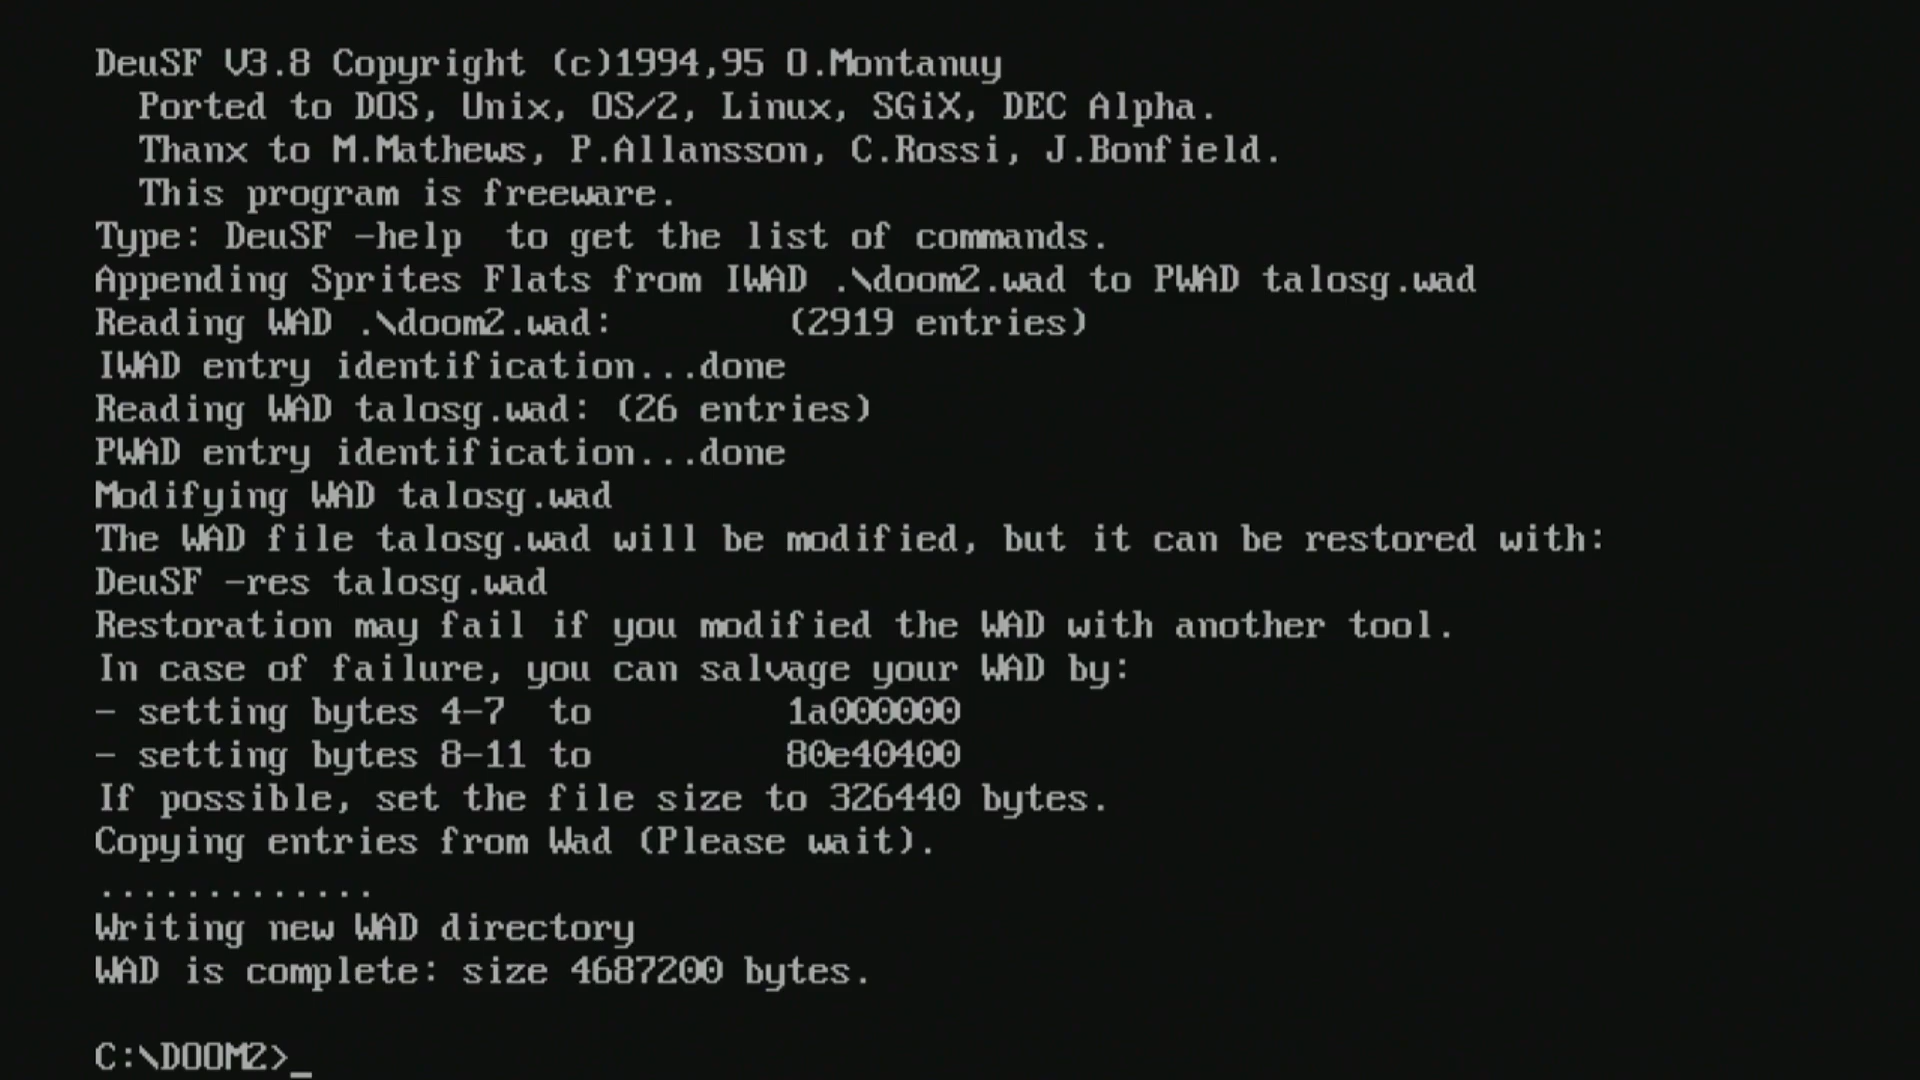 DeuSF V3.8 Copyright (c)1994,95 O.Montanuy
Ported to DOS, Unix, OS/2, Linux, SGiX, DEC Alpha.
Thanx to M.Mathews, P.Allansson, C.Rossi, J.Bonfield.
This program is freeware.
Type: DeuSF -help  to get the list of commands.
Appending Sprites Flats from IWAD .\doom2.wad to PWAD talosg.wad
Reading WAD .\doom2.wad:        (2919 entries)
IWAD entry identification...done
Reading WAD talosg.wad: (26 entries)
PWAD entry identification...done
Modifying WAD talosg.wad
The WAD file talosg.wad will be modified, but it can be restored with:
DeuSF -res talosg.wad
Restoration may fail if you modified the WAD with another tool.
In case of failure, you can salvage your WAD by:
- setting bytes 4-7  to         1a000000
- setting bytes 8-11 to         80e40400
If possible, set the file size to 326440 bytes.
Copying entries from Wad (Please wait).
.............
Writing new WAD directory
WAD is complete: size 4687200 bytes.
C:\DOOM2>_